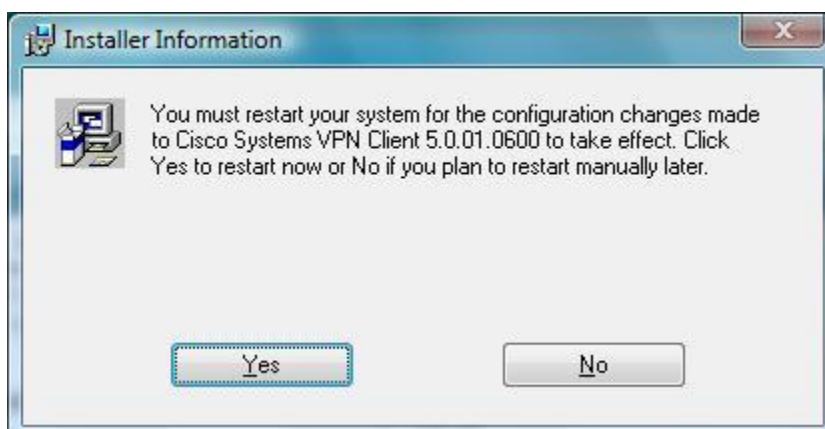 Installer Information
You must restart your system for the configuration changes made
to Cisco Systems VPN Client 5.0.01.0600 to take effect. Click
Yes to restart now or No if you plan to restart manually later.
Yes
No